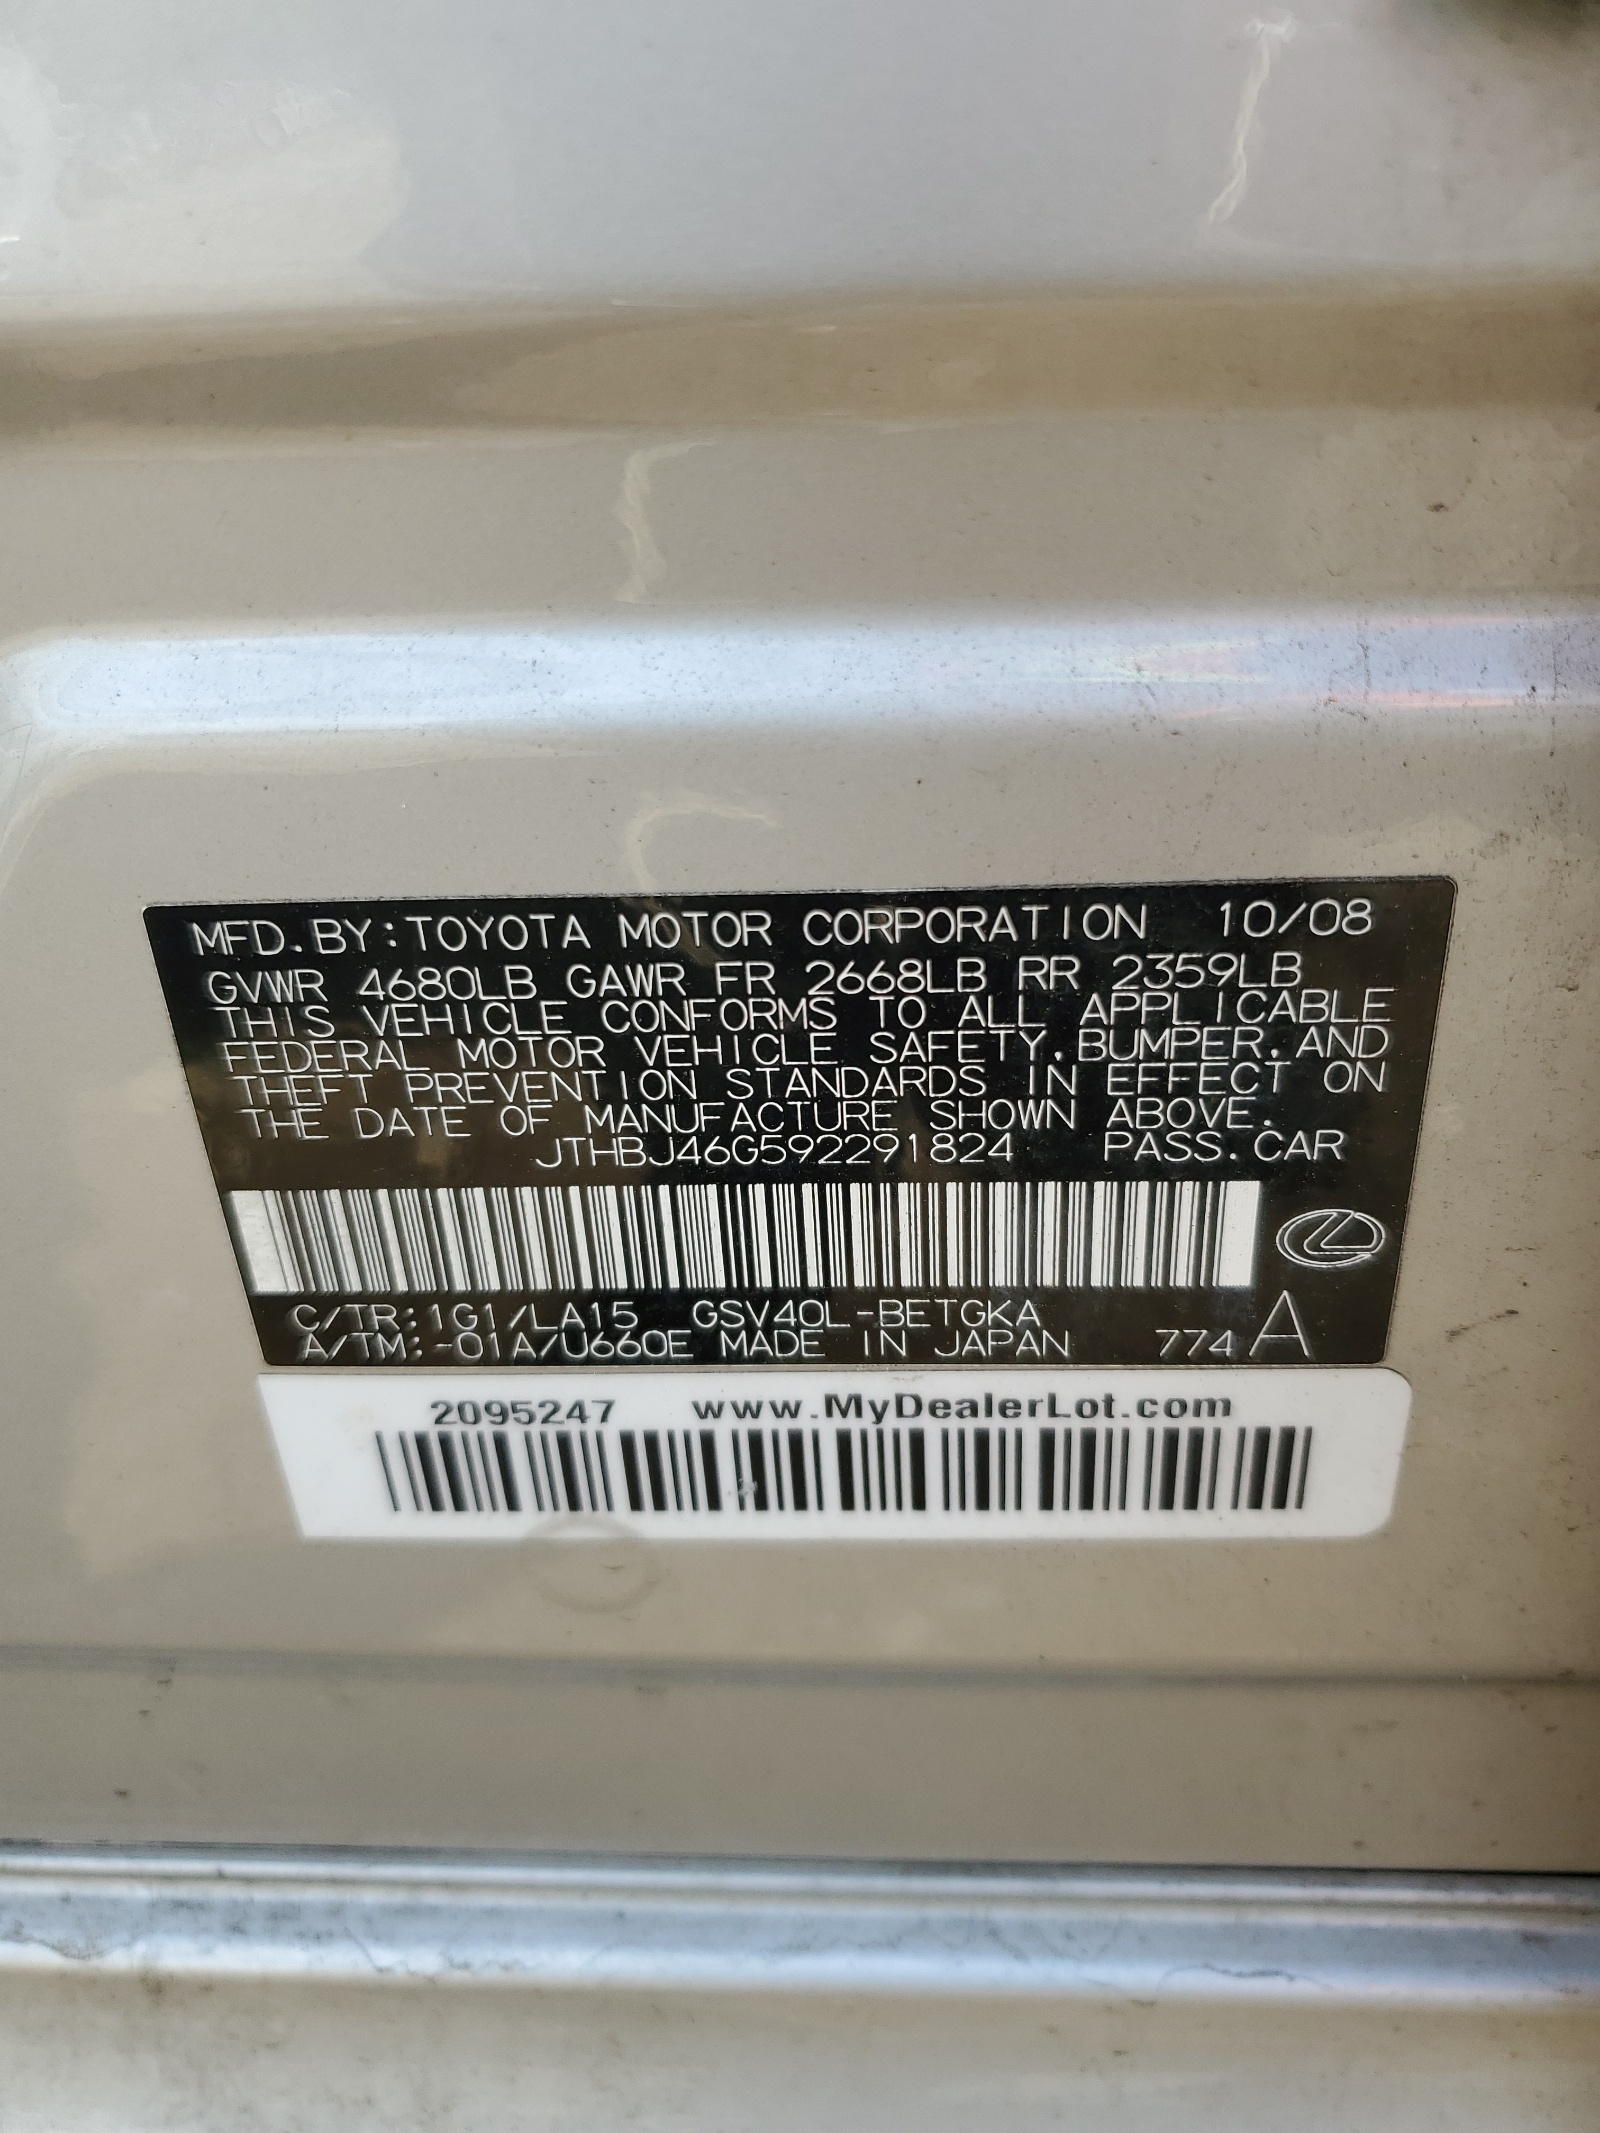 MFD.BY:TOYOTA MOTOR CORPORATION 10/08
GVWR 4680LB GAWR FR 2668LB RR 2359LB
THIS VEHICLE CONFORMS TO ALL APPLICABLE
FEDERAL MOTOR VEHICLE SAFETY,BUMPER,AND
THEFT PREVENTION STANDARDS IN EFFECT ON
THE DATE OF MANUFACTURE SHOWN ABOVE.
JTHBJ46G592291824 PASS.CAR
C/TR:1G1/LA15 GSV40L-BETGKA
A/TM:-01A/U660E MADE IN JAPAN 774 A
2095247 www.MyDealerLot.com